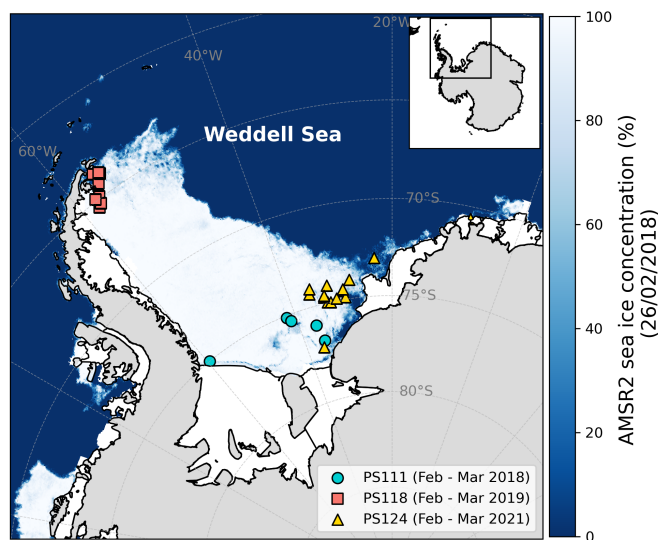 20°W
40°W
60°W
Weddell Sea
70°S
75°S
80°S
PS111 (Feb - Mar 2018)
PS118 (Feb - Mar 2019)
PS124 (Feb - Mar 2021)
100
80
60
40
20
0
AMSR2 sea ice concentration (%)
(26/02/2018)